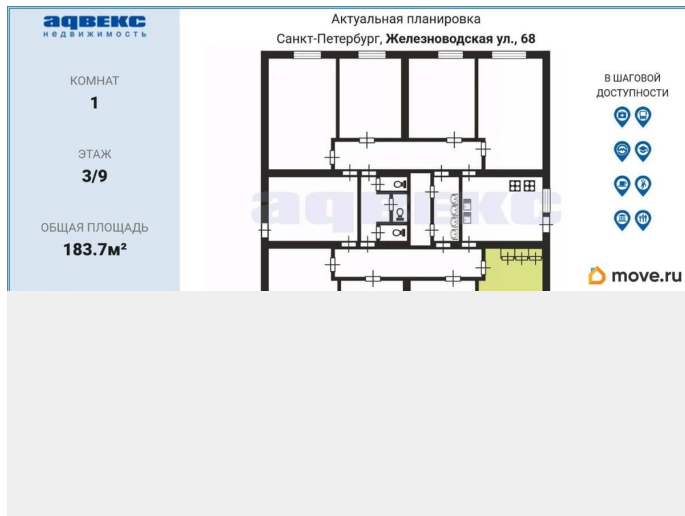 адвекс
недвижимость
КОМНАТ
1
ЭТАЖ
3/9
ОБЩАЯ ПЛОЩАДЬ
183.7м²
Актуальная планировка
Санкт-Петербург, Железноводская ул., 68
адвекс
В ШАГОВОЙ
ДОСТУПНОСТИ
move.ru